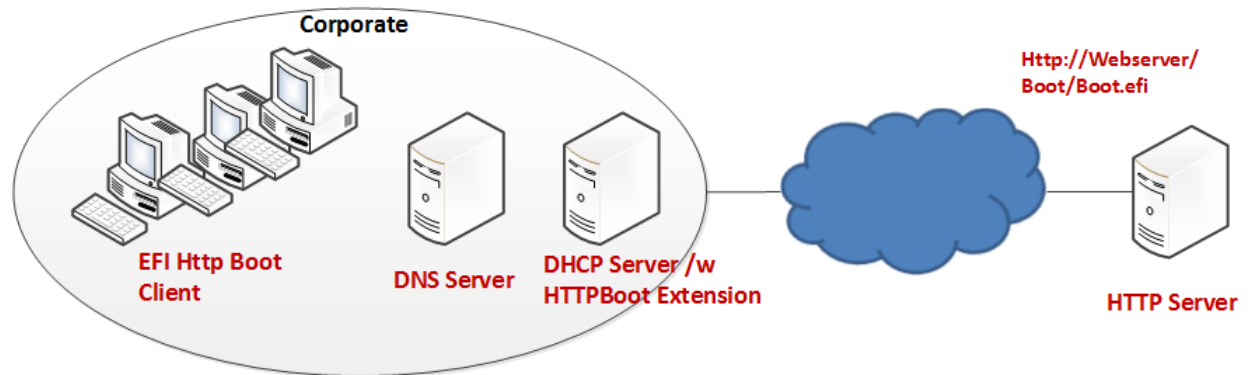 Corporate
Http://Webserver/
Boot/Boot.efi
EFI Http Boot
Client
DNS Server
DHCP Server /w
HTTPBoot Extension
HTTP Server